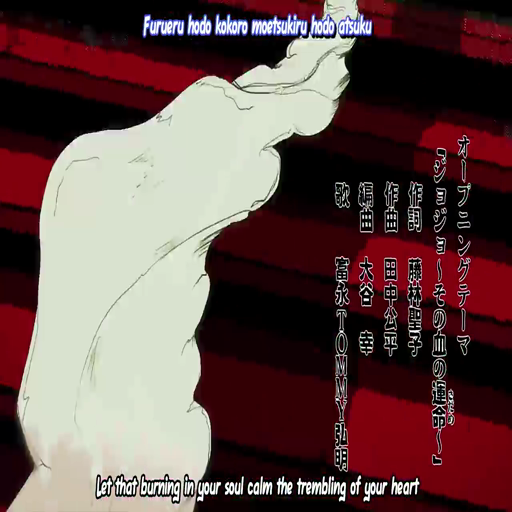 Furueru hodo kokoro moetsukiru hodo atsuku
オープニングテーマ
「ジョジョ～その血の運命～」
さだめ
作詞 藤林聖子
作曲 田中公平
編曲 大谷 幸
歌 富永TOMMY弘明
Let that burning in your soul calm the trembling of your heart